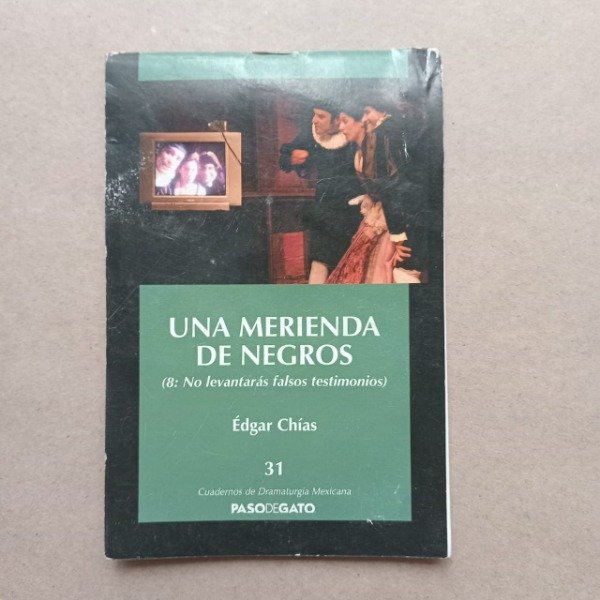 UNA MERIENDA
DE NEGROS
(8: No levantarás falsos testimonios)
Édgar Chías
31
Cuadernos de Dramaturgia Mexicana
PASODEGATO